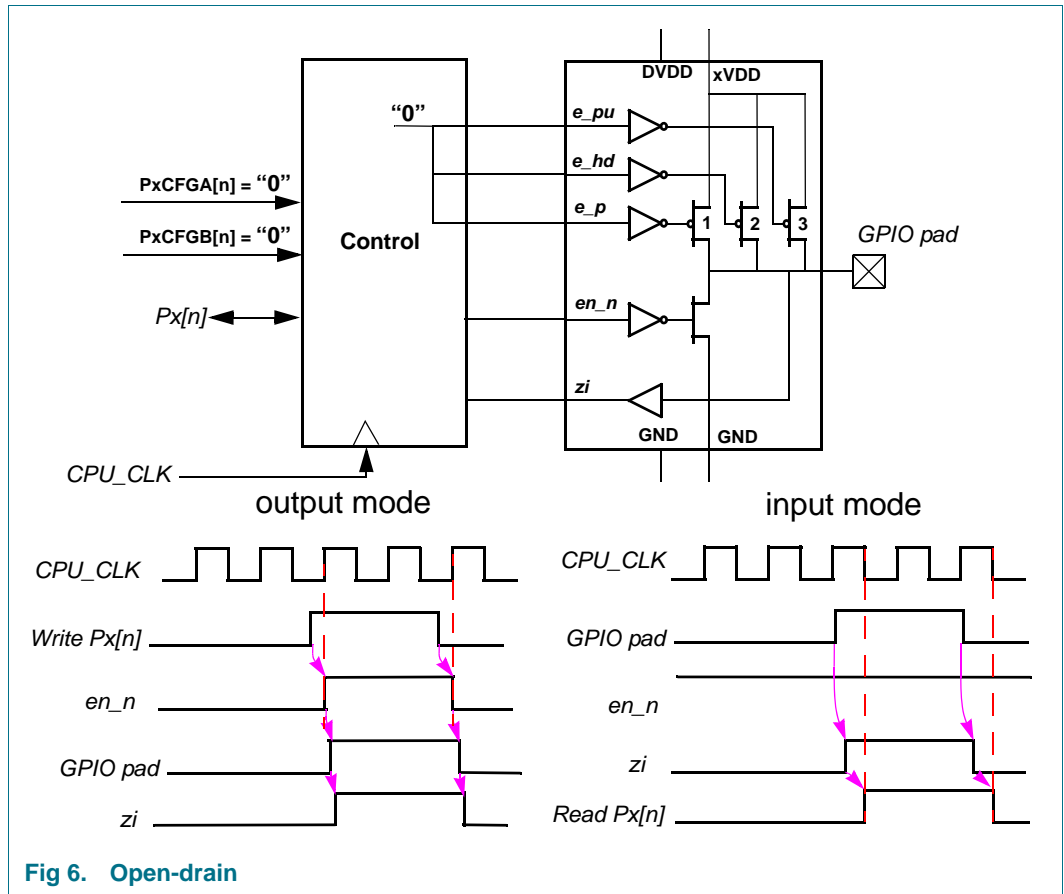 DVDD xVDD
“0”
e_pu
e_hd
PxCFGA[n] = “0”
e_p
1 2 3
GPIO pad
PxCFGB[n] = “0”
Control
Px[n]
en_n
zi
GND GND
CPU_CLK
output mode
CPU_CLK
Write Px[n]
en_n
GPIO pad
zi
input mode
CPU_CLK
GPIO pad
en_n
zi
Read Px[n]
Fig 6. Open-drain